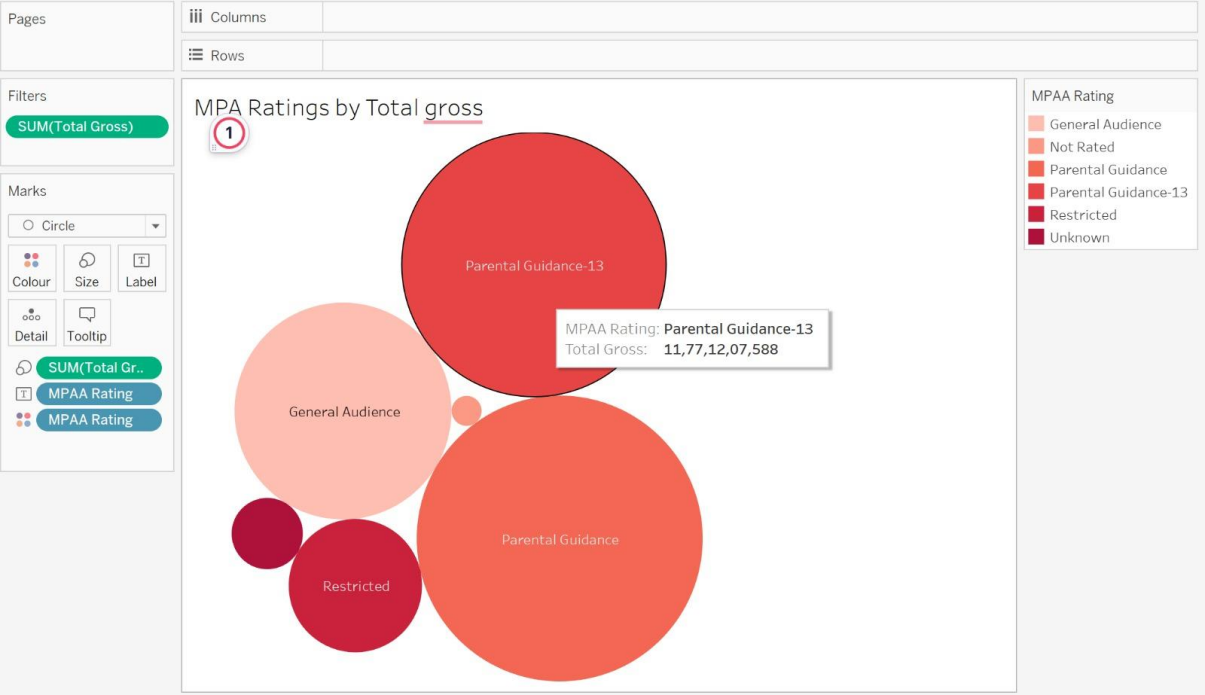 Pages
Columns
Rows
Filters
SUM(Total Gross)
Marks
Circle
Colour
Size
Label
Detail
Tooltip
SUM(Total Gr..
MPAA Rating
MPAA Rating
MPA Ratings by Total gross
1
Parental Guidance-13
MPAA Rating: Parental Guidance-13
Total Gross: 11,77,12,07,588
General Audience
Parental Guidance
Restricted
MPAA Rating
General Audience
Not Rated
Parental Guidance
Parental Guidance-13
Restricted
Unknown